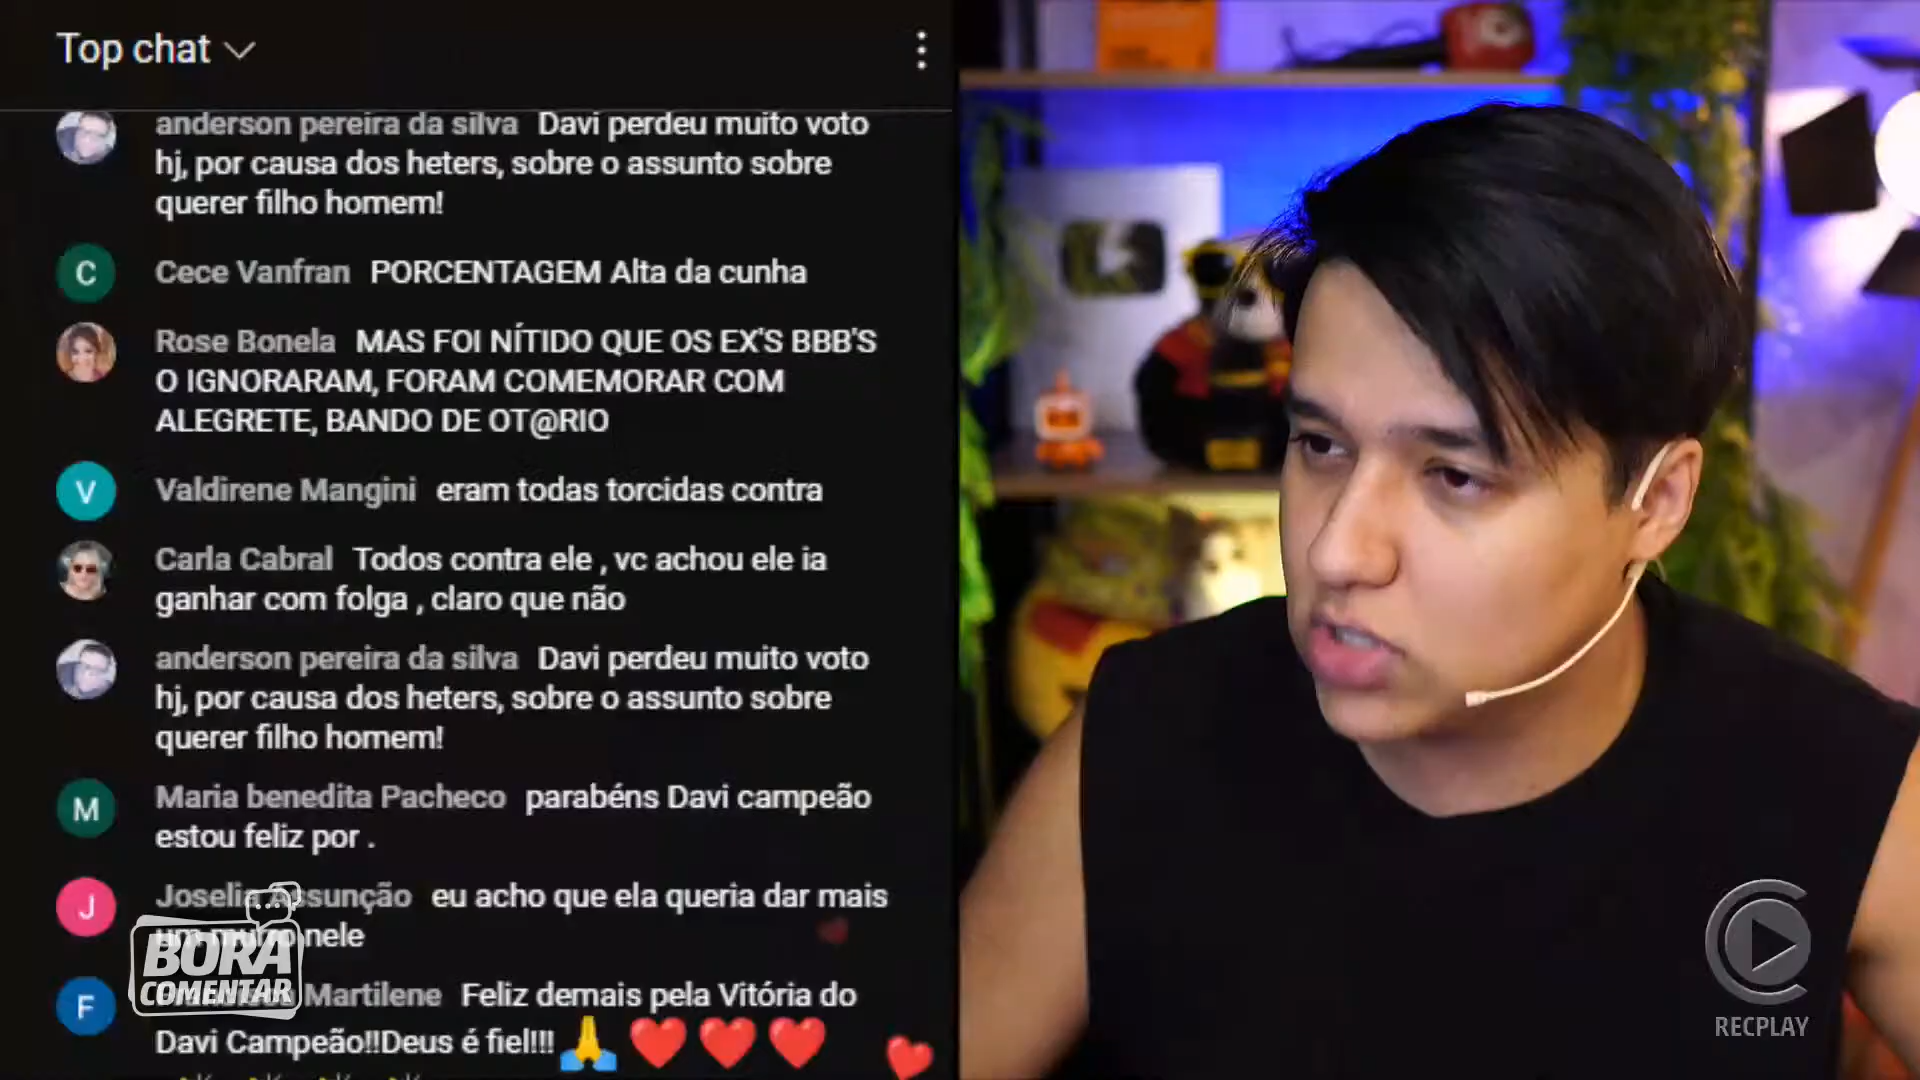 Top chat
anderson pereira da silva Davi perdeu muito voto
hj, por causa dos heters, sobre o assunto sobre
querer filho homem!
C
Cece Vanfran PORCENTAGEM Alta da cunha
Rose Bonela MAS FOI NÍTIDO QUE OS EX'S BBB'S
O IGNORARAM, FORAM COMEMORAR COM
ALEGRETE, BANDO DE OT@RIO
V
Valdirene Mangini eram todas torcidas contra
Carla Cabral Todos contra ele , vc achou ele ia
ganhar com folga , claro que não
anderson pereira da silva Davi perdeu muito voto
hj, por causa dos heters, sobre o assunto sobre
querer filho homem!
M
Maria benedita Pacheco parabéns Davi campeão
estou feliz por .
J
Joselia Assunção eu acho que ela queria dar mais
um murro nele
F
Martilene Feliz demais pela Vitória do
Davi Campeão!!Deus é fiel!!!🙏❤️❤️❤️
BORA
COMENTAR
RECPLAY